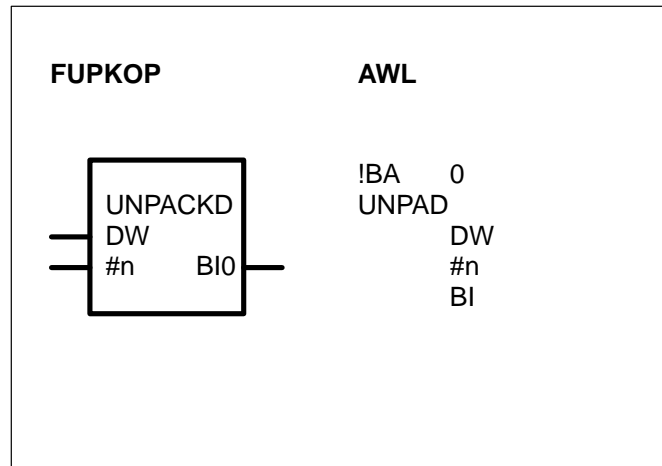 FUPKOP AWL
!BA 0
UNPACKD UNPAD
DW DW
#n BI0 #n
BI